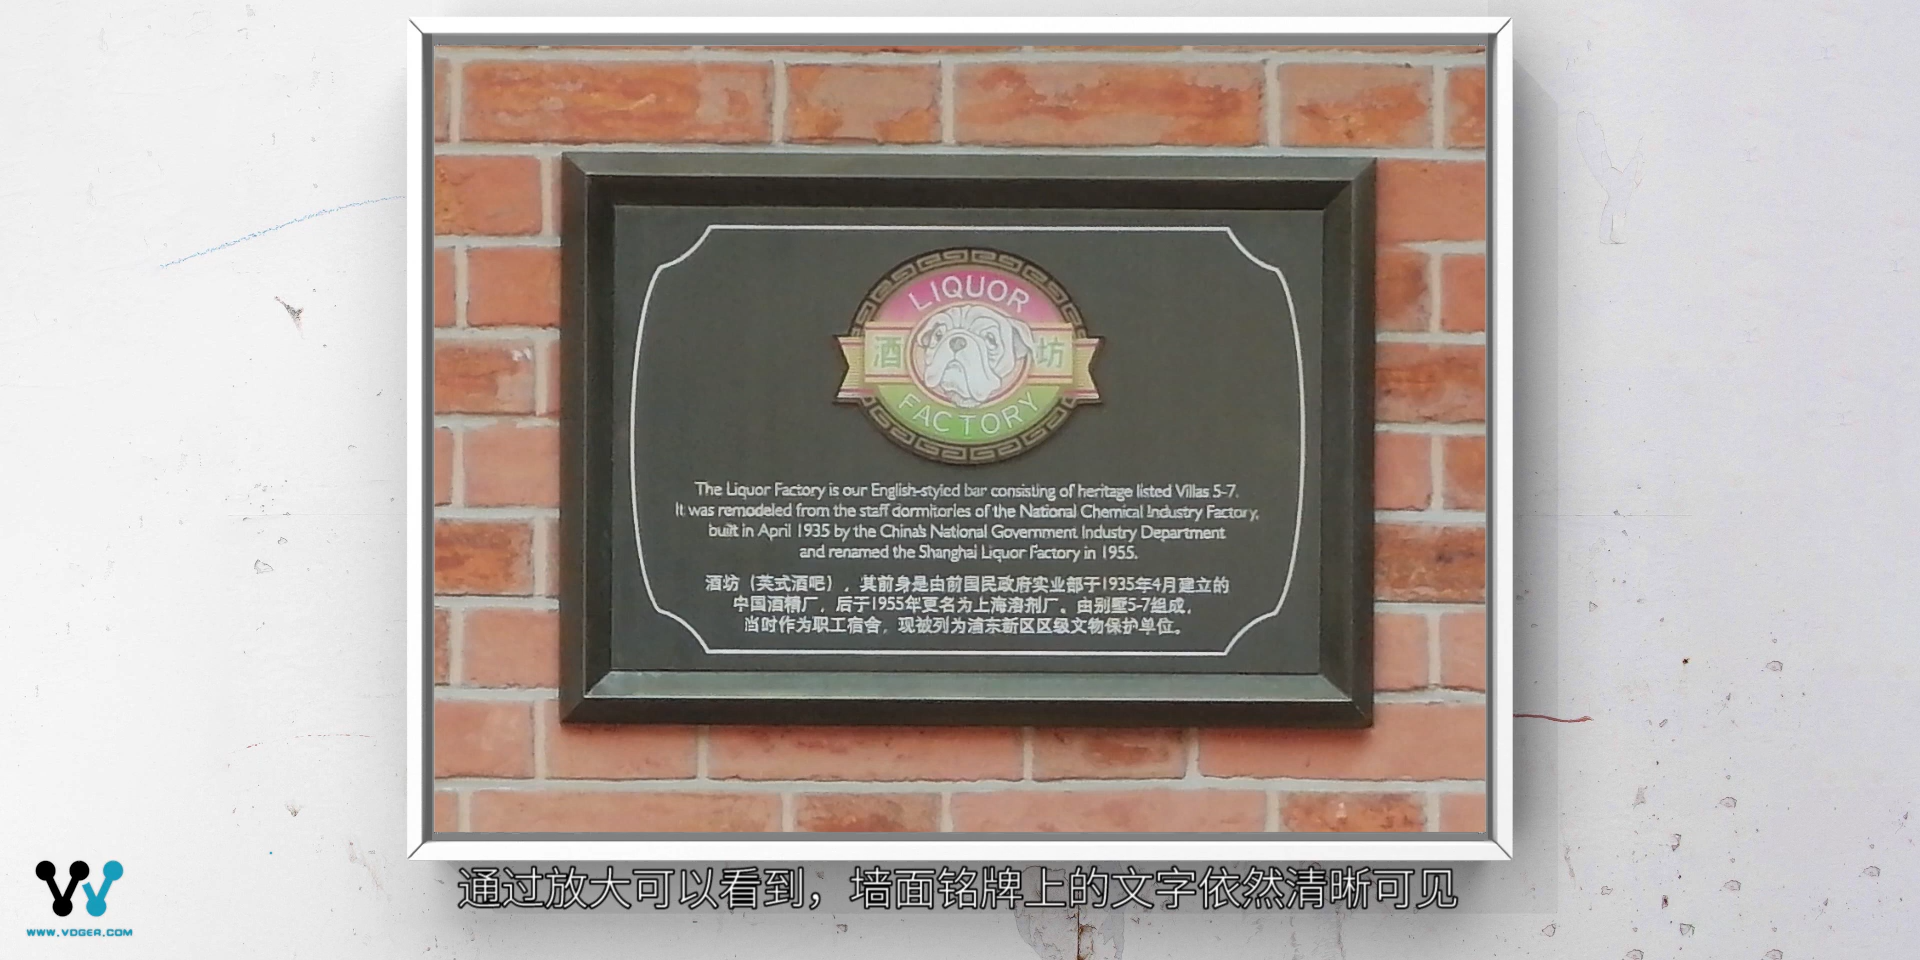 LIQUOR
酒 坊
FACTORY
The Liquor Factory is our English-styled bar consisting of heritage listed Villas 5-7.
It was remodeled from the staff dormitories of the National Chemical Industry Factory,
built in April 1935 by the China's National Government Industry Department
and renamed the Shanghai Liquor Factory in 1955.
酒坊（英式酒吧），其前身是由前国民政府实业部于1935年4月建立的
中国酒精厂，后于1955年更名为上海溶剂厂。由别墅5-7组成，
当时作为职工宿舍，现被列为浦东新区区级文物保护单位。
通过放大可以看到，墙面铭牌上的文字依然清晰可见
WWW.VOGER.COM